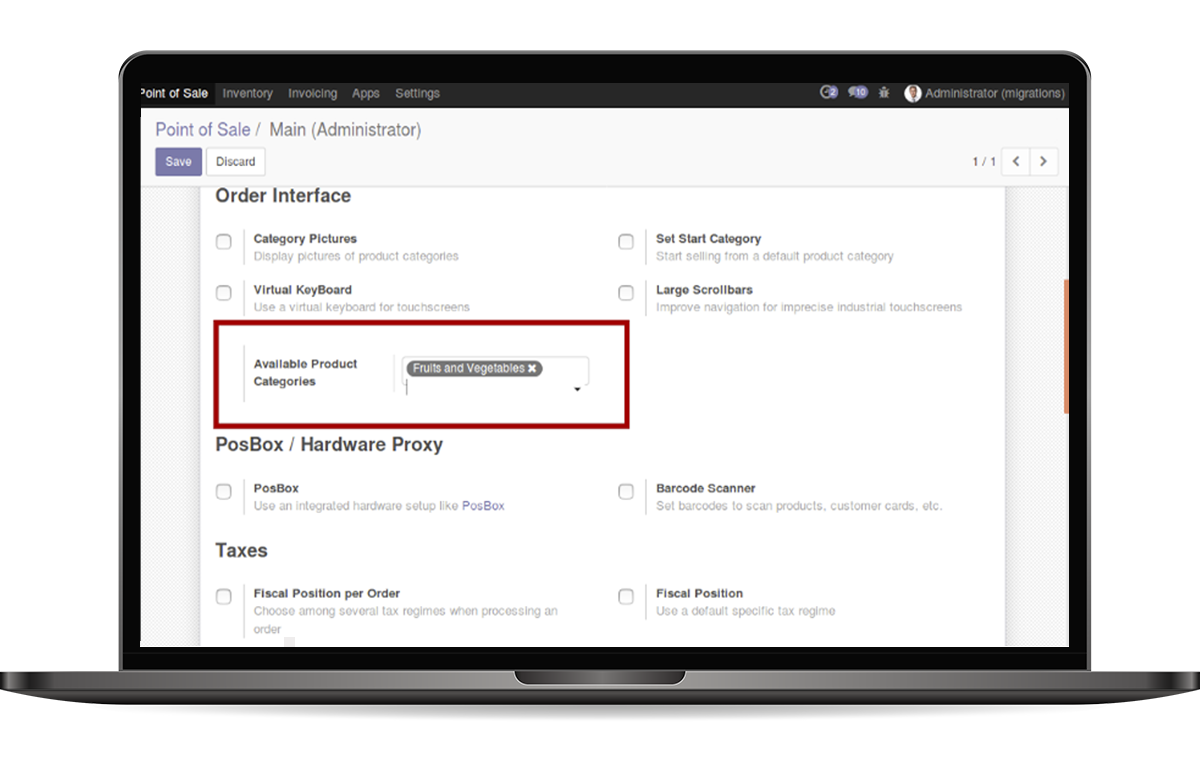 Point of Sale Inventory Invoicing Apps Settings 2 10 Administrator (migrations)
Point of Sale / Main (Administrator)
Save Discard 1 / 1
Order Interface
Category Pictures
Display pictures of product categories
Set Start Category
Start selling from a default product category
Virtual KeyBoard
Use a virtual keyboard for touchscreens
Large Scrollbars
Improve navigation for imprecise industrial touchscreens
Available Product
Categories
Fruits and Vegetables ✖
PosBox / Hardware Proxy
PosBox
Use an integrated hardware setup like PosBox
Barcode Scanner
Set barcodes to scan products, customer cards, etc.
Taxes
Fiscal Position per Order
Choose among several tax regimes when processing an
order
Fiscal Position
Use a default specific tax regime